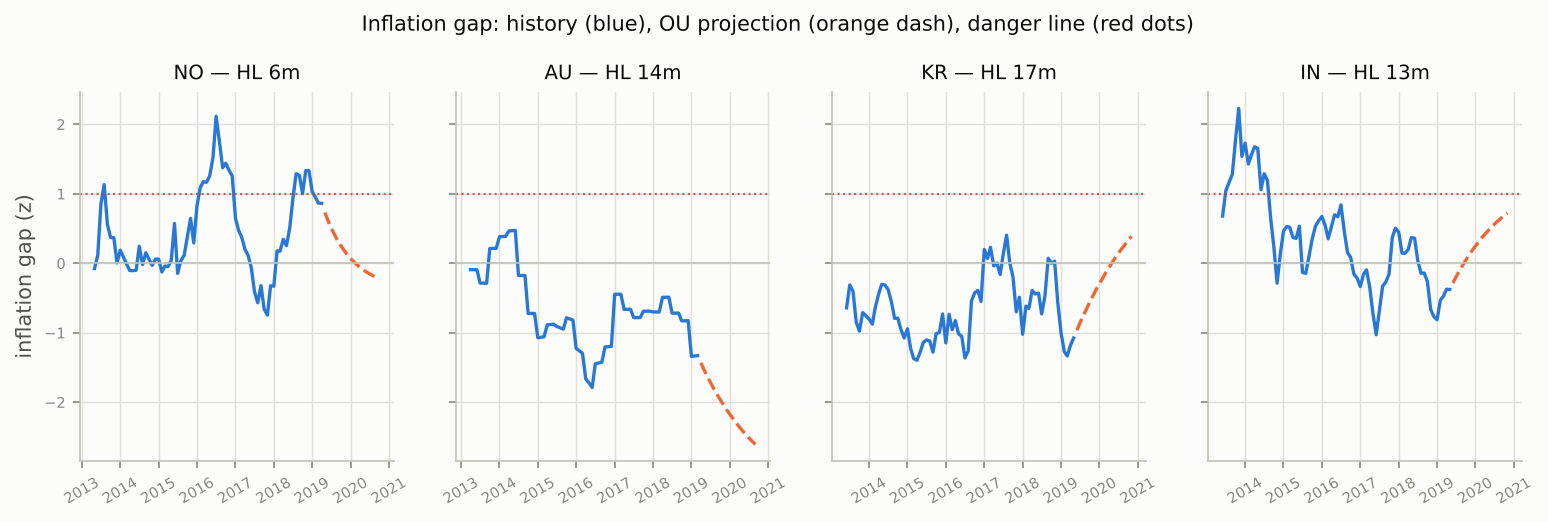 Inflation gap: history (blue), OU projection (orange dash), danger line (red dots)
NO — HL 6m
AU — HL 14m
KR — HL 17m
IN — HL 13m
inflation gap (z)
2
1
0
−1
−2
2013 2014 2015 2016 2017 2018 2019 2020 2021
2013 2014 2015 2016 2017 2018 2019 2020 2021
2014 2015 2016 2017 2018 2019 2020 2021
2014 2015 2016 2017 2018 2019 2020 2021